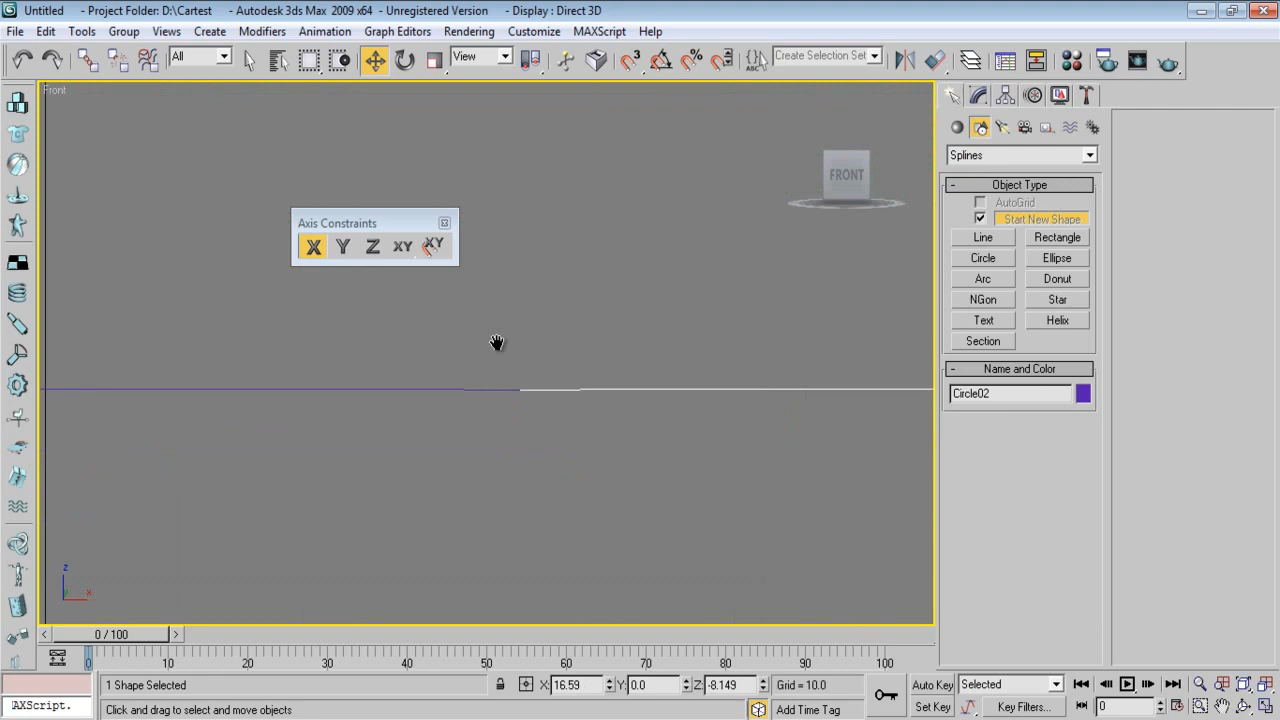 Untitled - Project Folder: D:\Cartest - Autodesk 3ds Max 2009 x64 - Unregistered Version - Display : Direct 3D
File Edit Tools Group Views Create Modifiers Animation Graph Editors Rendering Customize MAXScript Help
All View Create Selection Set
Front
FRONT
Splines
Axis Constraints
X Y Z XY XY
- Object Type
AutoGrid
Start New Shape
Line Rectangle
Circle Ellipse
Arc Donut
NGon Star
Text Helix
Section
- Name and Color
Circle02
z
x
0 / 100
0 10 20 30 40 50 60 70 80 90 100
1 Shape Selected X: 16.59 Y: 0.0 Z: -8.149 Grid = 10.0 Auto Key Selected
AXScript. Click and drag to select and move objects Add Time Tag Set Key Key Filters... 0